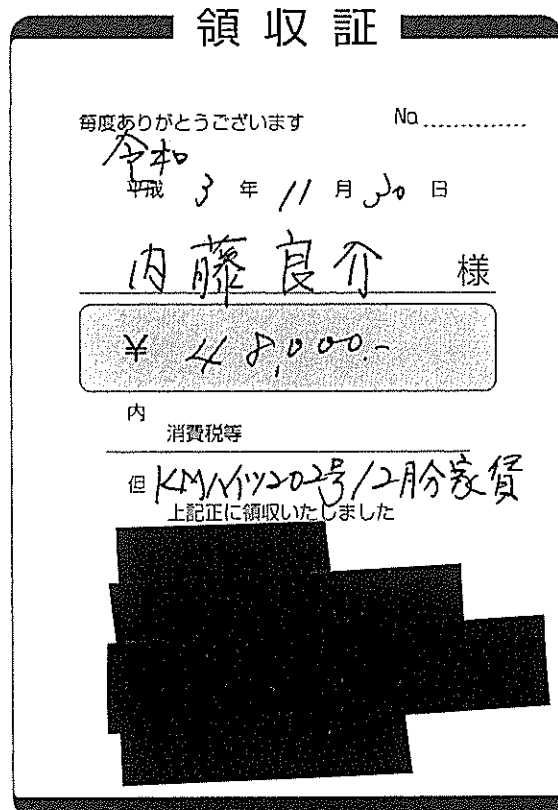 領収証
毎度ありがとうございます No.............
令和
平成 3 年 11 月 30 日
内藤良介 様
¥ 48,000.-
内
消費税等
但 KMハイツ202号12月分家賃
上記正に領収いたしました